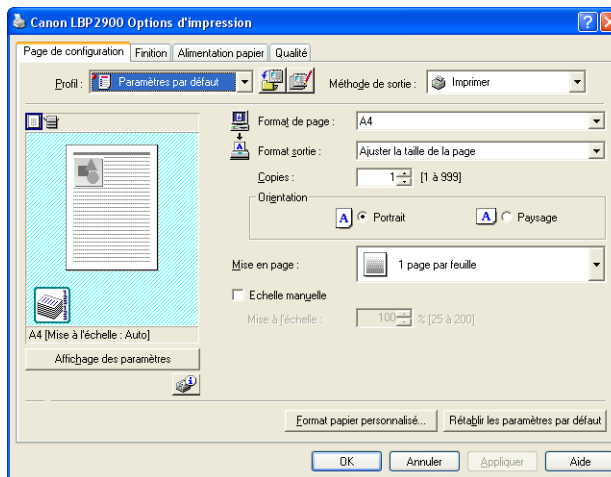 Canon LBP2900 Options d'impression
Page de configuration Finition Alimentation papier Qualité
Profil : Paramètres par défaut Méthode de sortie : Imprimer
Format de page : A4
Format sortie : Ajuster la taille de la page
Copies : 1 [1 à 999]
Orientation
A Portrait A Paysage
Mise en page : 1 page par feuille
Echelle manuelle
Mise à l'échelle : 100 % [25 à 200]
A4 [Mise à l'échelle : Auto]
Affichage des paramètres
Format papier personnalisé... Rétablir les paramètres par défaut
OK Annuler Appliquer Aide